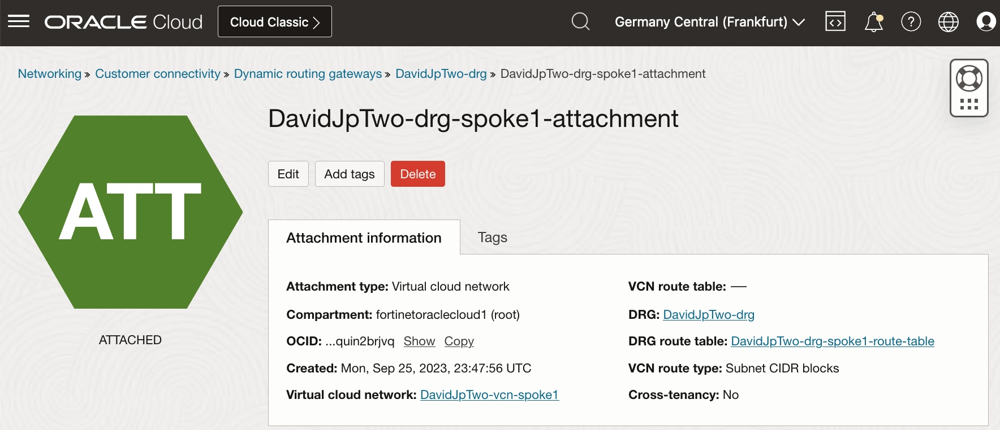 ORACLE Cloud Cloud Classic Germany Central (Frankfurt)
Networking » Customer connectivity » Dynamic routing gateways » DavidJpTwo-drg » DavidJpTwo-drg-spoke1-attachment
DavidJpTwo-drg-spoke1-attachment
Edit Add tags Delete
ATT
ATTACHED
Attachment information Tags
Attachment type: Virtual cloud network
Compartment: fortinetoraclecloud1 (root)
OCID: ...quin2brjvq Show Copy
Created: Mon, Sep 25, 2023, 23:47:56 UTC
Virtual cloud network: DavidJpTwo-vcn-spoke1
VCN route table: —
DRG: DavidJpTwo-drg
DRG route table: DavidJpTwo-drg-spoke1-route-table
VCN route type: Subnet CIDR blocks
Cross-tenancy: No